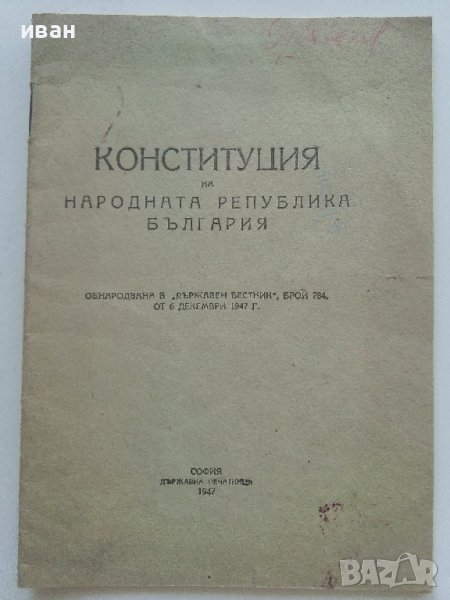 иван
КОНСТИТУЦИЯ
НА
НАРОДНАТА РЕПУБЛИКА
БЪЛГАРИЯ
ОБНАРОДВАНА В „ДЪРЖАВЕН ВЕСТНИК“, БРОЙ 284,
ОТ 6 ДЕКЕМВРИ 1947 Г.
СОФИЯ
ДЪРЖАВНА ПЕЧАТНИЦА
1947
BAZAR